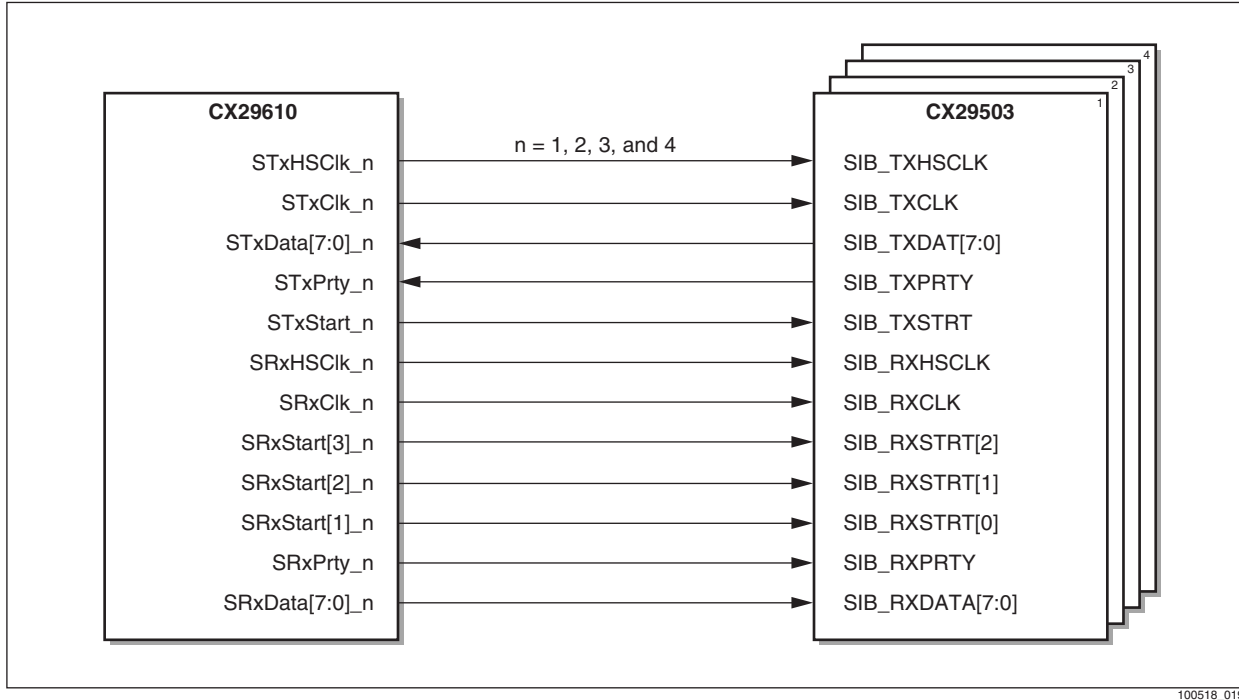 CX29610
STxHSClk_n
STxClk_n
STxData[7:0]_n
STxPrty_n
STxStart_n
SRxHSClk_n
SRxClk_n
SRxStart[3]_n
SRxStart[2]_n
SRxStart[1]_n
SRxPrty_n
SRxData[7:0]_n
n = 1, 2, 3, and 4
4
3
2
1
CX29503
SIB_TXHSCLK
SIB_TXCLK
SIB_TXDAT[7:0]
SIB_TXPRTY
SIB_TXSTRT
SIB_RXHSCLK
SIB_RXCLK
SIB_RXSTRT[2]
SIB_RXSTRT[1]
SIB_RXSTRT[0]
SIB_RXPRTY
SIB_RXDATA[7:0]
100518_019